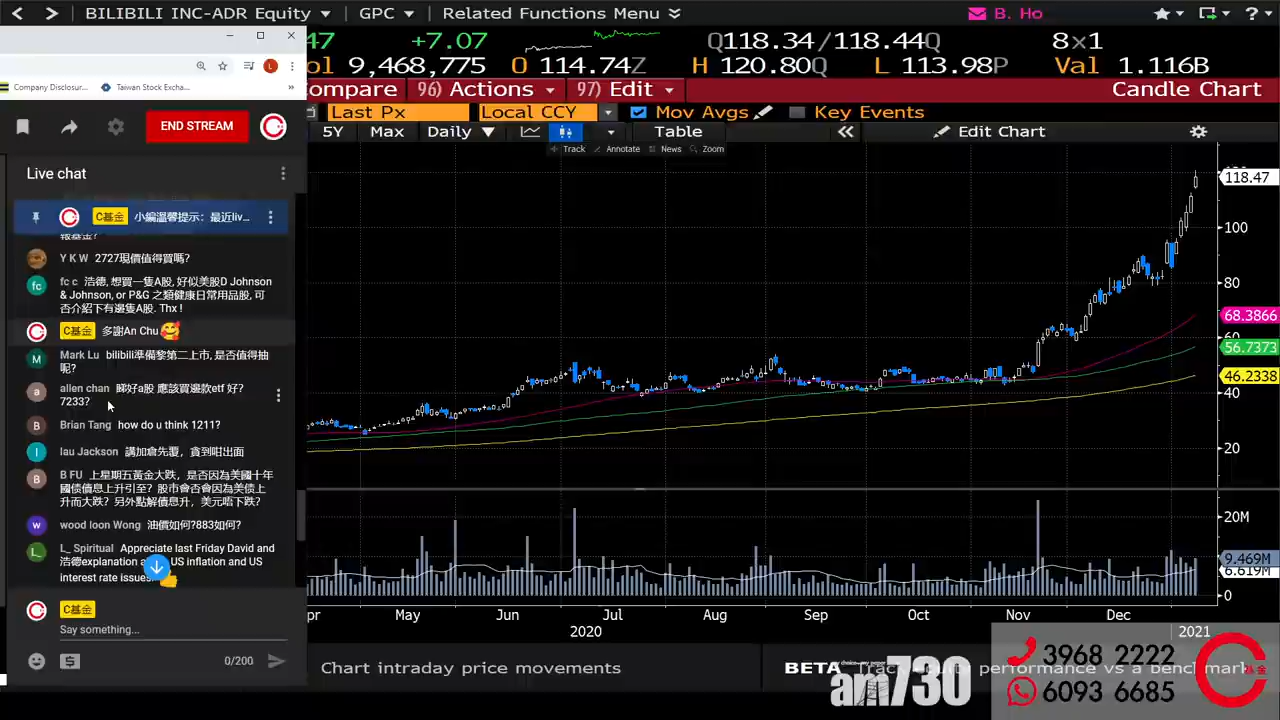 BILIBILI INC-ADR Equity
GPC
Related Functions Menu
B. Ho
47
+7.07
Q118.34/118.44Q
8×1
ol 9,468,775
O 114.74Z
H 120.80Q
L 113.98P
Val 1.116B
ompare
96) Actions
97) Edit
Candle Chart
Last Px
Local CCY
Mov Avgs
Key Events
5Y
Max
Daily
Table
Edit Chart
Track
Annotate
News
Zoom
L
Company Disclosur...
Taiwan Stock Excha...
END STREAM
Live chat
C基金 小編溫馨提示：最近liv...
報基金?
Y K W 2727現價值得買嗎?
fc
fc c 浩德, 想買一隻A股, 好似美股D Johnson
& Johnson, or P&G 之類健康日常用品股, 可
否介紹下有邊隻A股. Thx !
C基金 多謝An Chu
M
Mark Lu bilibili準備黎第二上市, 是否值得抽
呢?
a
allen chan 睇好a股 應該買邊款etf 好?
7233?
B
Brian Tang how do u think 1211?
l
lau Jackson 講加倉先覆，貪到咁出面
B
B FU 上星期五黃金大跌，是否因為美國十年
國債債息上升引至？股市會否會因為美債上
升而大跌？另外點解債息升，美元唔下跌？
w
wood loon Wong 油價如何?883如何?
L_ Spiritual Appreciate last Friday David and
浩德explanation
US inflation and US
interest rate issues.
C基金
Say something...
0/200
118.47
100
80
68.3866
60
56.7373
46.2338
40
20
20M
9.469M
6.619M
0
pr
May
Jun
Jul
Aug
Sep
Oct
Nov
Dec
2020
2021
Chart intraday price movements
BETA
performance vs a benchmark
my choice-my paper
am730
3968 2222
6093 6685